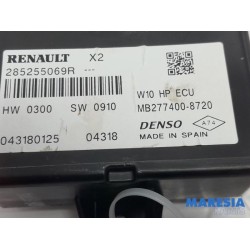 RENAULT X2
285255069R ---
W10 HP ECU
HW 0300 SW 0910 MB277400-8720
043180125 04318
DENSO
MADE IN SPAIN
A74
MARESIA